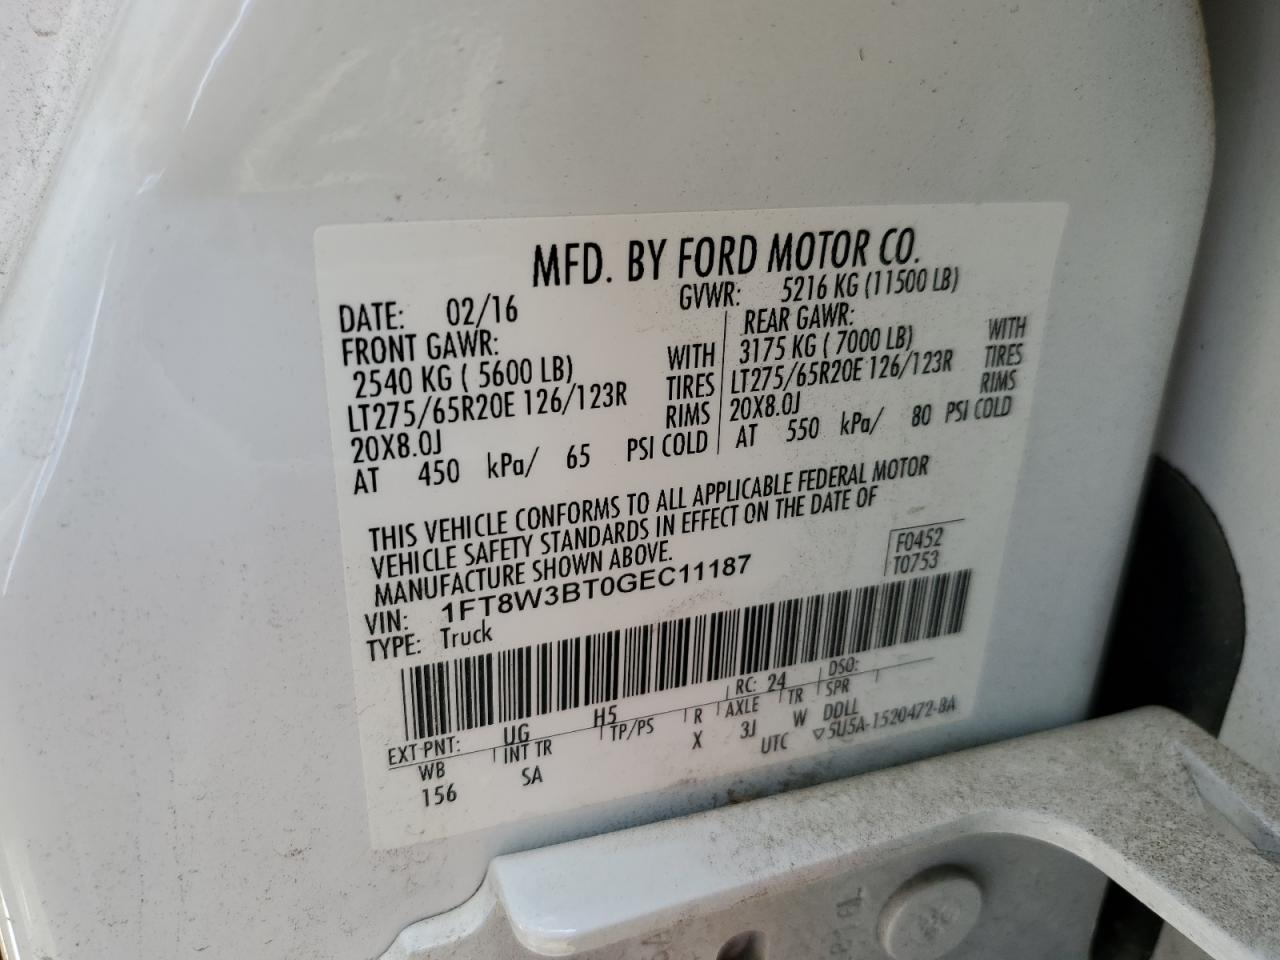 MFD. BY FORD MOTOR CO.
DATE: 02/16 GVWR: 5216 KG (11500 LB)
FRONT GAWR:
2540 KG ( 5600 LB) WITH
LT275/65R20E 126/123R TIRES
20X8.0J RIMS
AT 450 kPa/ 65 PSI COLD
REAR GAWR:
3175 KG ( 7000 LB) WITH
LT275/65R20E 126/123R TIRES
20X8.0J RIMS
AT 550 kPa/ 80 PSI COLD
THIS VEHICLE CONFORMS TO ALL APPLICABLE FEDERAL MOTOR
VEHICLE SAFETY STANDARDS IN EFFECT ON THE DATE OF
MANUFACTURE SHOWN ABOVE.
F0452
T0753
VIN: 1FT8W3BT0GEC11187
TYPE: Truck
EXT PNT: UG H5 RC: 24 DSO:
WB INT TR TP/PS R AXLE TR SPR
156 SA X 3J W DDLL
UTC ▽5U5A-1520472-BA